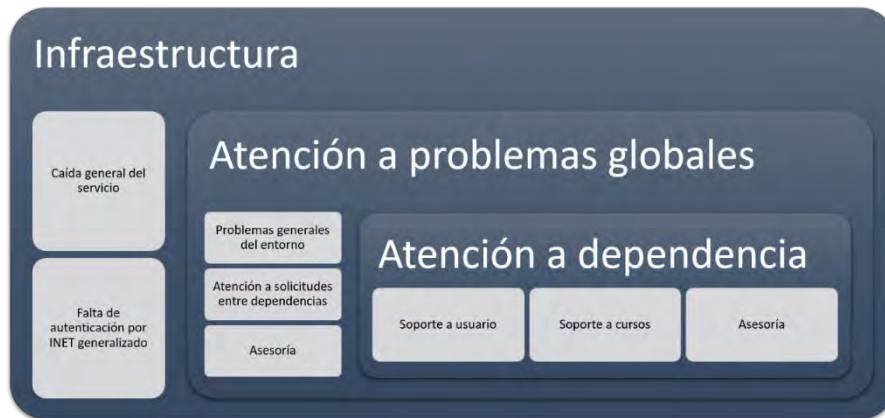 Infraestructura
Caída general del
servicio
Falta de
autenticación por
INET generalizado
Atención a problemas globales
Problemas generales
del entorno
Atención a solicitudes
entre dependencias
Asesoría
Atención a dependencia
Soporte a usuario
Soporte a cursos
Asesoría